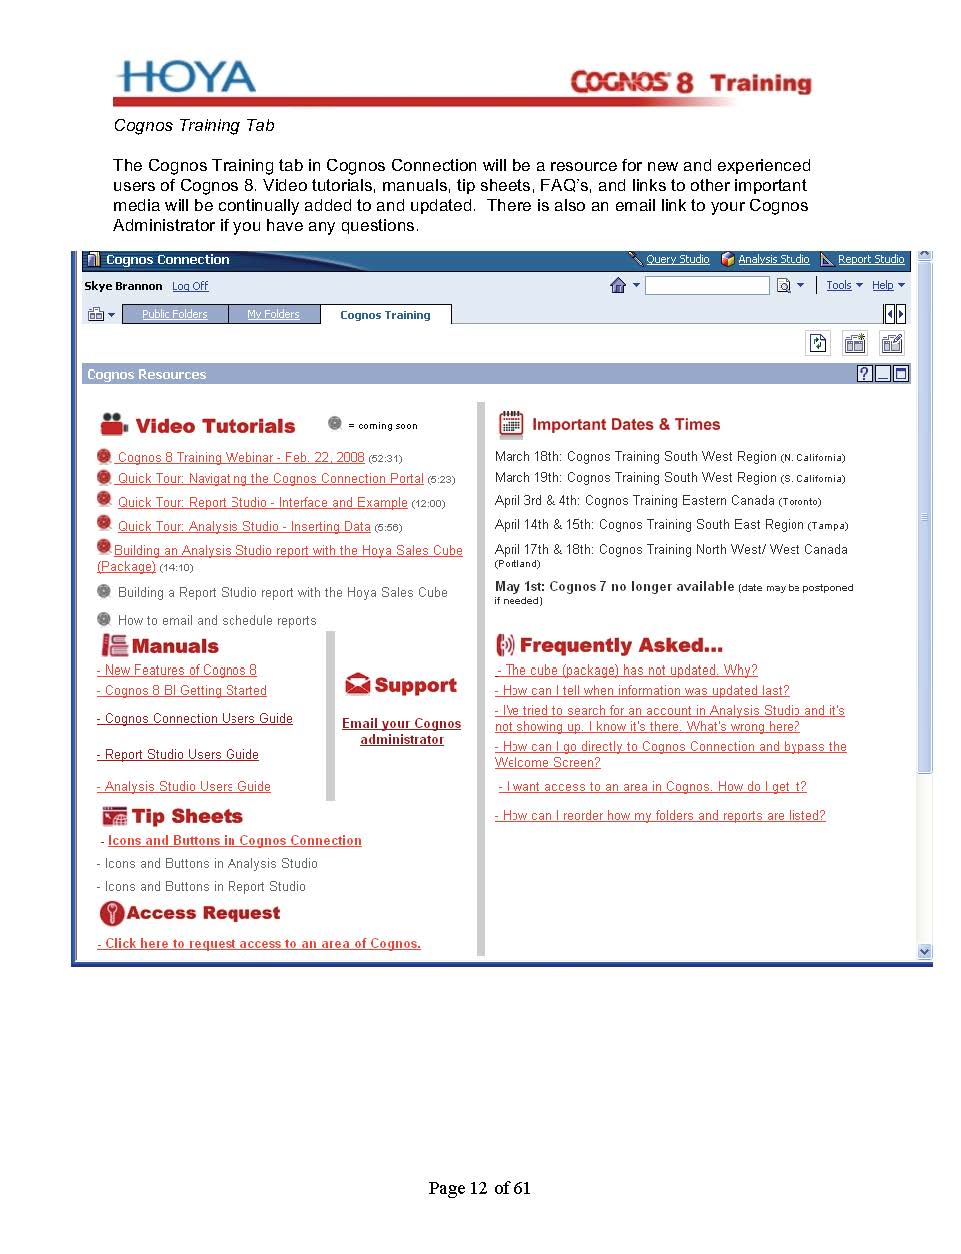 HOYA
COGNOS 8 Training
Cognos Training Tab
The Cognos Training tab in Cognos Connection will be a resource for new and experienced
users of Cognos 8. Video tutorials, manuals, tip sheets, FAQ's, and links to other important
media will be continually added to and updated.  There is also an email link to your Cognos
Administrator if you have any questions.
Cognos Connection
Query Studio Analysis Studio Report Studio
Skye Brannon Log Off
Tools Help
Public Folders My Folders Cognos Training
Cognos Resources
Video Tutorials = coming soon
Cognos 8 Training Webinar - Feb. 22, 2008 (52:31)
Quick Tour: Navigating the Cognos Connection Portal (5:23)
Quick Tour: Report Studio - Interface and Example (12:00)
Quick Tour: Analysis Studio - Inserting Data (5:56)
Building an Analysis Studio report with the Hoya Sales Cube
(Package) (14:10)
Building a Report Studio report with the Hoya Sales Cube
How to email and schedule reports
Manuals
- New Features of Cognos 8
- Cognos 8 BI Getting Started
- Cognos Connection Users Guide
- Report Studio Users Guide
- Analysis Studio Users Guide
Support
Email your Cognos
administrator
Tip Sheets
- Icons and Buttons in Cognos Connection
- Icons and Buttons in Analysis Studio
- Icons and Buttons in Report Studio
Access Request
- Click here to request access to an area of Cognos.
Important Dates & Times
March 18th: Cognos Training South West Region (N. California)
March 19th: Cognos Training South West Region (S. California)
April 3rd & 4th: Cognos Training Eastern Canada (Toronto)
April 14th & 15th: Cognos Training South East Region (Tampa)
April 17th & 18th: Cognos Training North West/ West Canada
(Portland)
May 1st: Cognos 7 no longer available (date may be postponed
if needed)
Frequently Asked...
- The cube (package) has not updated. Why?
- How can I tell when information was updated last?
- I've tried to search for an account in Analysis Studio and it's
not showing up. I know it's there. What's wrong here?
- How can I go directly to Cognos Connection and bypass the
Welcome Screen?
- I want access to an area in Cognos. How do I get it?
- How can I reorder how my folders and reports are listed?
Page 12 of 61